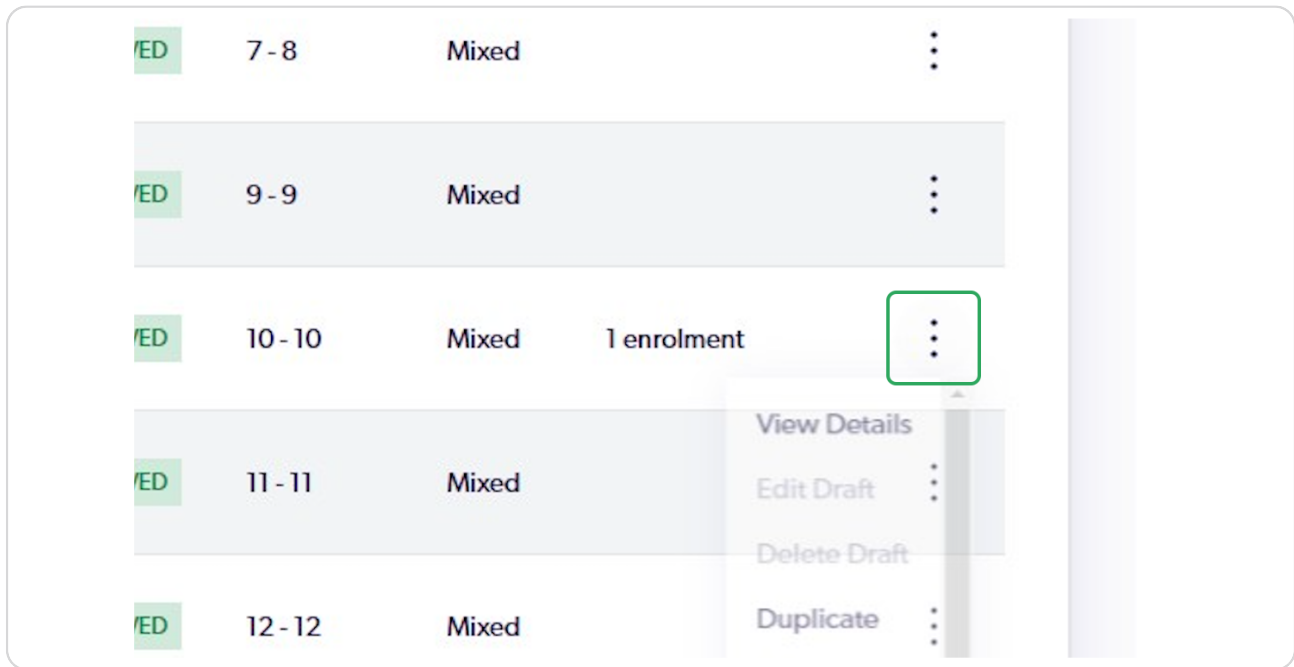 VED 7 - 8 Mixed
VED 9 - 9 Mixed
VED 10 - 10 Mixed 1 enrolment
View Details
VED 11 - 11 Mixed
Edit Draft
Delete Draft
Duplicate
VED 12 - 12 Mixed